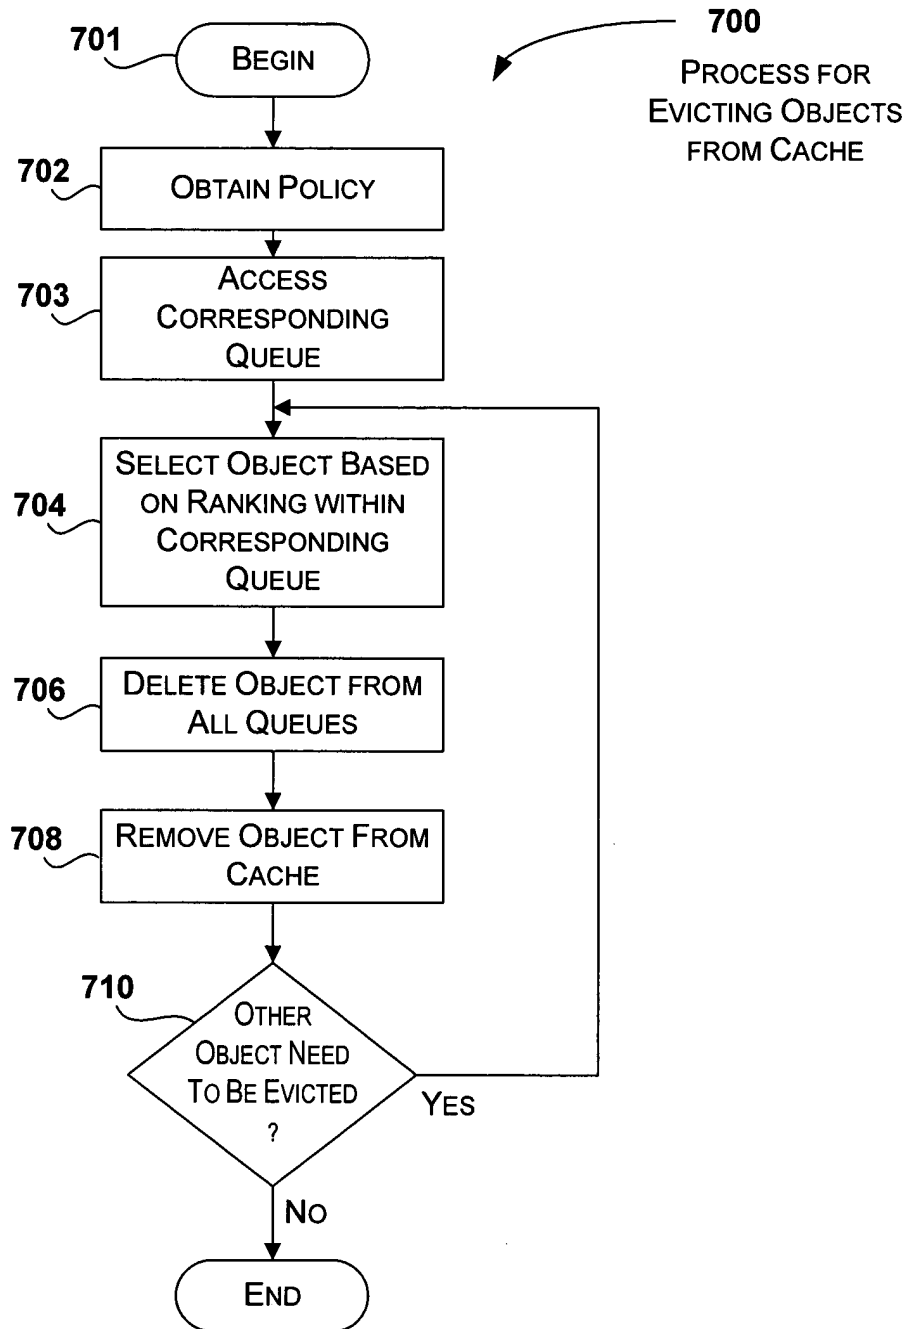 701
BEGIN
700
PROCESS FOR
EVICTING OBJECTS
FROM CACHE
702
OBTAIN POLICY
703
ACCESS
CORRESPONDING
QUEUE
704
SELECT OBJECT BASED
ON RANKING WITHIN
CORRESPONDING
QUEUE
706
DELETE OBJECT FROM
ALL QUEUES
708
REMOVE OBJECT FROM
CACHE
710
OTHER
OBJECT NEED
TO BE EVICTED
?
YES
NO
END